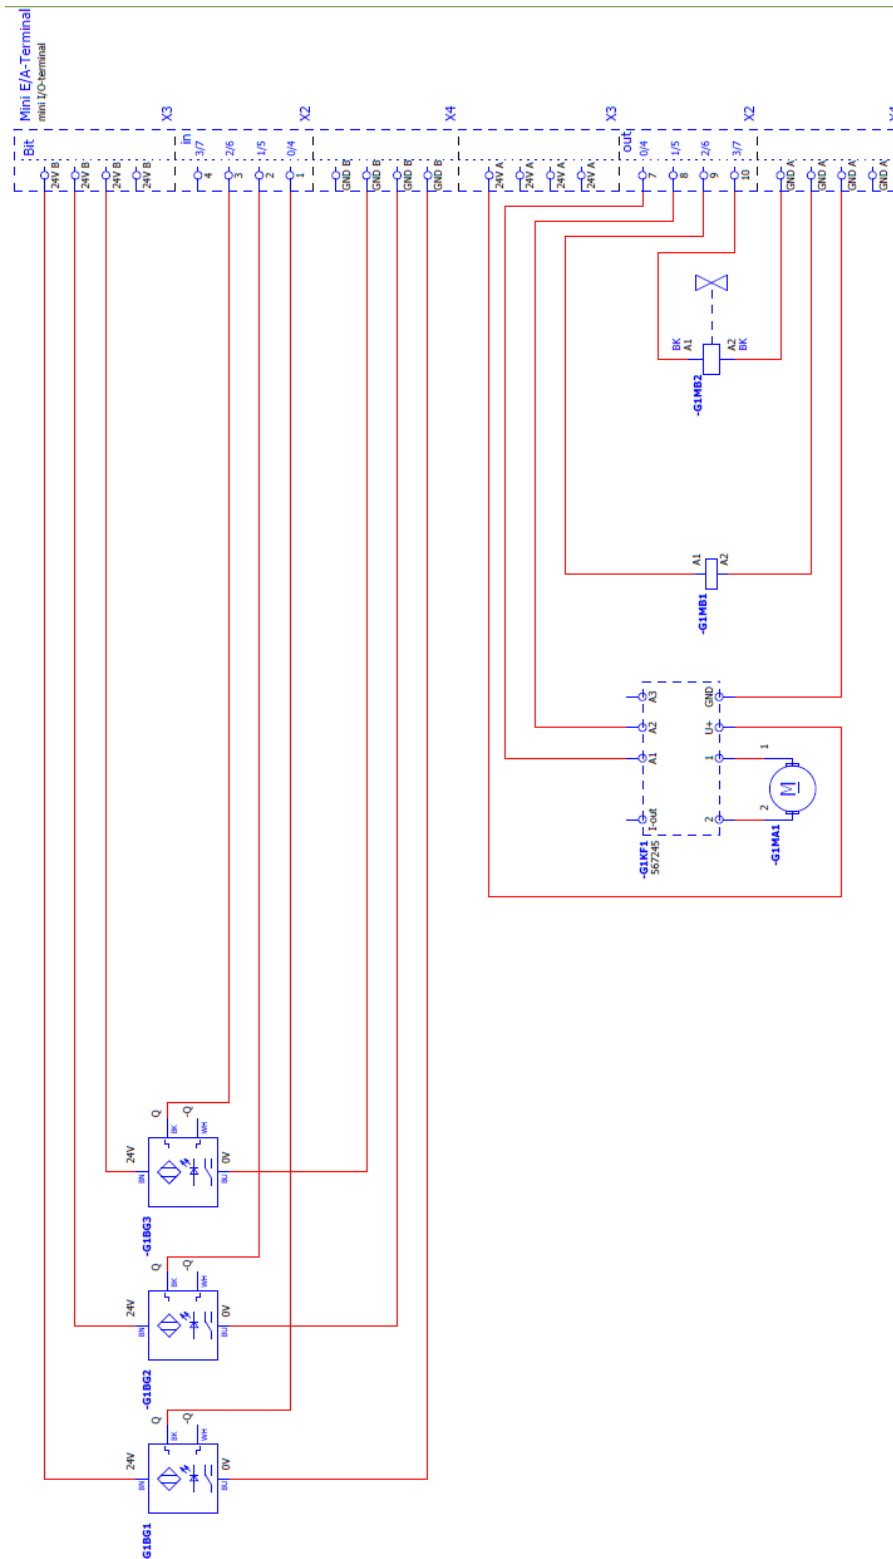 Mini E/A-Terminal
mini I/O-terminal
X3
X2
X4
X3
X2
Bit
in
out
24V B
24V B
24V B
24V B
3/7
4
2/6
3
1/5
2
0/4
1
GND B
GND B
GND B
GND B
24V A
24V A
24V A
24V A
0/4
7
1/5
8
2/6
9
3/7
10
GND A
GND A
GND A
GND A
BK
A1
A2
BK
-G1MB2
A1
A2
-G1MB1
A3
A2
A1
I-out
GND
U+
1
2
-G1KF1
567245
1
2
M
-G1MA1
Q
-Q
BK
WH
24V
0V
BN
BU
-G1BG3
Q
-Q
BK
WH
24V
0V
BN
BU
-G1BG2
Q
-Q
BK
WH
24V
0V
BN
BU
G1BG1